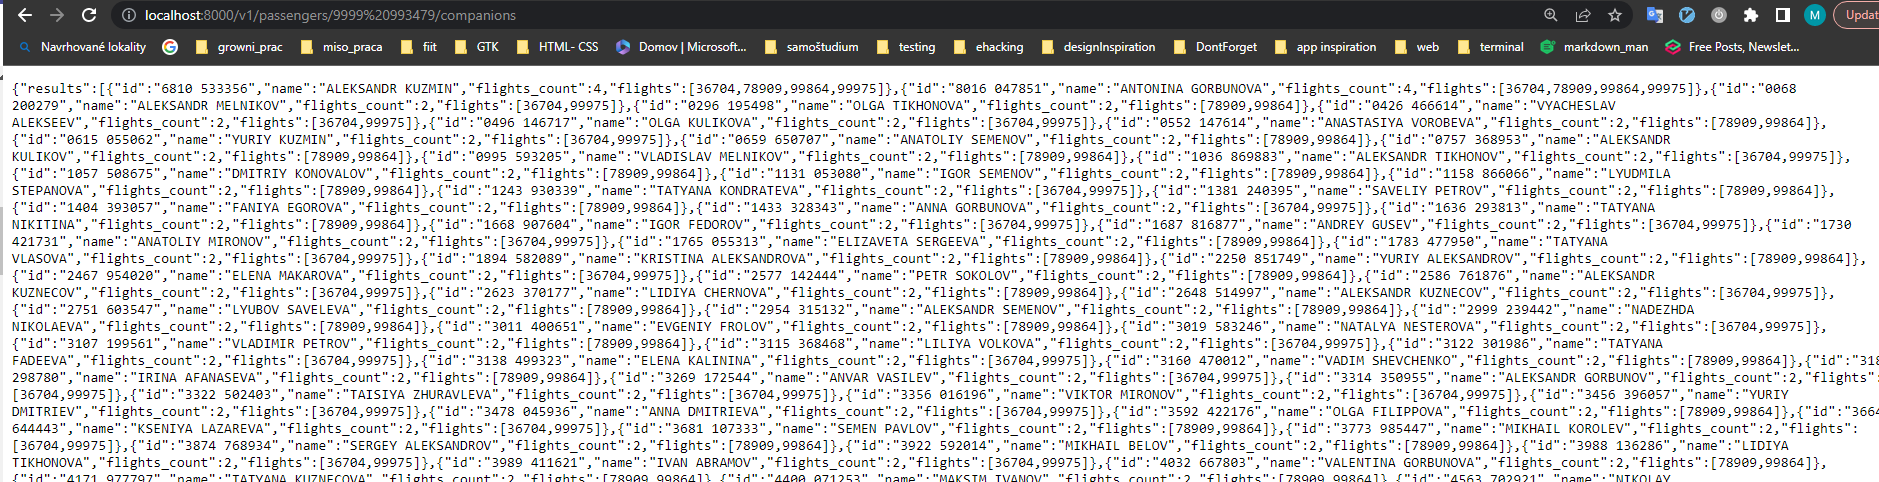 localhost:8000/v1/passengers/9999%20993479/companions
Navrhované lokality growni_prac miso_praca fiit GTK HTML- CSS Domov | Microsoft... samoštudium testing ehacking designInspiration DontForget app inspiration web terminal markdown_man Free Posts, Newslet...
M
Updat
{"results":[{"id":"6810 533356","name":"ALEKSANDR KUZMIN","flights_count":4,"flights":[36704,78909,99864,99975]},{"id":"8016 047851","name":"ANTONINA GORBUNOVA","flights_count":4,"flights":[36704,78909,99864,99975]},{"id":"0068
200279","name":"ALEKSANDR MELNIKOV","flights_count":2,"flights":[36704,99975]},{"id":"0296 195498","name":"OLGA TIKHONOVA","flights_count":2,"flights":[78909,99864]},{"id":"0426 466614","name":"VYACHESLAV
ALEKSEEV","flights_count":2,"flights":[36704,99975]},{"id":"0496 146717","name":"OLGA KULIKOVA","flights_count":2,"flights":[36704,99975]},{"id":"0552 147614","name":"ANASTASIYA VOROBEVA","flights_count":2,"flights":[78909,99864]},
{"id":"0615 055062","name":"YURIY KUZMIN","flights_count":2,"flights":[36704,99975]},{"id":"0659 650707","name":"ANATOLIY SEMENOV","flights_count":2,"flights":[78909,99864]},{"id":"0757 368953","name":"ALEKSANDR
KULIKOV","flights_count":2,"flights":[78909,99864]},{"id":"0995 593205","name":"VLADISLAV MELNIKOV","flights_count":2,"flights":[78909,99864]},{"id":"1036 869883","name":"ALEKSANDR TIKHONOV","flights_count":2,"flights":[36704,99975]},
{"id":"1057 508675","name":"DMITRIY KONOVALOV","flights_count":2,"flights":[78909,99864]},{"id":"1131 053080","name":"IGOR SEMENOV","flights_count":2,"flights":[78909,99864]},{"id":"1158 866066","name":"LYUDMILA
STEPANOVA","flights_count":2,"flights":[78909,99864]},{"id":"1243 930339","name":"TATYANA KONDRATEVA","flights_count":2,"flights":[36704,99975]},{"id":"1381 240395","name":"SAVELIY PETROV","flights_count":2,"flights":[78909,99864]},
{"id":"1404 393057","name":"FANIYA EGOROVA","flights_count":2,"flights":[78909,99864]},{"id":"1433 328343","name":"ANNA GORBUNOVA","flights_count":2,"flights":[36704,99975]},{"id":"1636 293813","name":"TATYANA
NIKITINA","flights_count":2,"flights":[78909,99864]},{"id":"1668 907604","name":"IGOR FEDOROV","flights_count":2,"flights":[36704,99975]},{"id":"1687 816877","name":"ANDREY GUSEV","flights_count":2,"flights":[36704,99975]},{"id":"1730
421731","name":"ANATOLIY MIRONOV","flights_count":2,"flights":[36704,99975]},{"id":"1765 055313","name":"ELIZAVETA SERGEEVA","flights_count":2,"flights":[78909,99864]},{"id":"1783 477950","name":"TATYANA
VLASOVA","flights_count":2,"flights":[36704,99975]},{"id":"1894 582089","name":"KRISTINA ALEKSANDROVA","flights_count":2,"flights":[78909,99864]},{"id":"2250 851749","name":"YURIY ALEKSANDROV","flights_count":2,"flights":[78909,99864]},
{"id":"2467 954020","name":"ELENA MAKAROVA","flights_count":2,"flights":[36704,99975]},{"id":"2577 142444","name":"PETR SOKOLOV","flights_count":2,"flights":[78909,99864]},{"id":"2586 761876","name":"ALEKSANDR
KUZNECOV","flights_count":2,"flights":[36704,99975]},{"id":"2623 370177","name":"LIDIYA CHERNOVA","flights_count":2,"flights":[78909,99864]},{"id":"2648 514997","name":"ALEKSANDR KUZNECOV","flights_count":2,"flights":[36704,99975]},
{"id":"2751 603547","name":"LYUBOV SAVELEVA","flights_count":2,"flights":[78909,99864]},{"id":"2954 315132","name":"ALEKSANDR SEMENOV","flights_count":2,"flights":[78909,99864]},{"id":"2999 239442","name":"NADEZHDA
NIKOLAEVA","flights_count":2,"flights":[78909,99864]},{"id":"3011 400651","name":"EVGENIY FROLOV","flights_count":2,"flights":[78909,99864]},{"id":"3019 583246","name":"NATALYA NESTEROVA","flights_count":2,"flights":[36704,99975]},
{"id":"3107 199561","name":"VLADIMIR PETROV","flights_count":2,"flights":[78909,99864]},{"id":"3115 368468","name":"LILIYA VOLKOVA","flights_count":2,"flights":[36704,99975]},{"id":"3122 301986","name":"TATYANA
FADEEVA","flights_count":2,"flights":[36704,99975]},{"id":"3138 499323","name":"ELENA KALININA","flights_count":2,"flights":[36704,99975]},{"id":"3160 470012","name":"VADIM SHEVCHENKO","flights_count":2,"flights":[78909,99864]},{"id":"318
298780","name":"IRINA AFANASEVA","flights_count":2,"flights":[78909,99864]},{"id":"3269 172544","name":"ANVAR VASILEV","flights_count":2,"flights":[36704,99975]},{"id":"3314 350955","name":"ALEKSANDR GORBUNOV","flights_count":2,"flights":
[36704,99975]},{"id":"3322 502403","name":"TAISIYA ZHURAVLEVA","flights_count":2,"flights":[36704,99975]},{"id":"3356 016196","name":"VIKTOR MIRONOV","flights_count":2,"flights":[36704,99975]},{"id":"3456 396057","name":"YURIY
DMITRIEV","flights_count":2,"flights":[36704,99975]},{"id":"3478 045936","name":"ANNA DMITRIEVA","flights_count":2,"flights":[36704,99975]},{"id":"3592 422176","name":"OLGA FILIPPOVA","flights_count":2,"flights":[78909,99864]},{"id":"3664
644443","name":"KSENIYA LAZAREVA","flights_count":2,"flights":[36704,99975]},{"id":"3681 107333","name":"SEMEN PAVLOV","flights_count":2,"flights":[78909,99864]},{"id":"3773 985447","name":"MIKHAIL KOROLEV","flights_count":2,"flights":
[36704,99975]},{"id":"3874 768934","name":"SERGEY ALEKSANDROV","flights_count":2,"flights":[78909,99864]},{"id":"3922 592014","name":"MIKHAIL BELOV","flights_count":2,"flights":[78909,99864]},{"id":"3988 136286","name":"LIDIYA
TIKHONOVA","flights_count":2,"flights":[36704,99975]},{"id":"3989 411621","name":"IVAN ABRAMOV","flights_count":2,"flights":[36704,99975]},{"id":"4032 667803","name":"VALENTINA GORBUNOVA","flights_count":2,"flights":[78909,99864]},
{"id":"4171 977797","name":"TATYANA KUZNECOVA","flights_count":2,"flights":[78909,99864]},{"id":"4400 071253","name":"MAKSIM IVANOV","flights_count":2,"flights":[78909,99864]},{"id":"4563 702921","name":"NIKOLAY